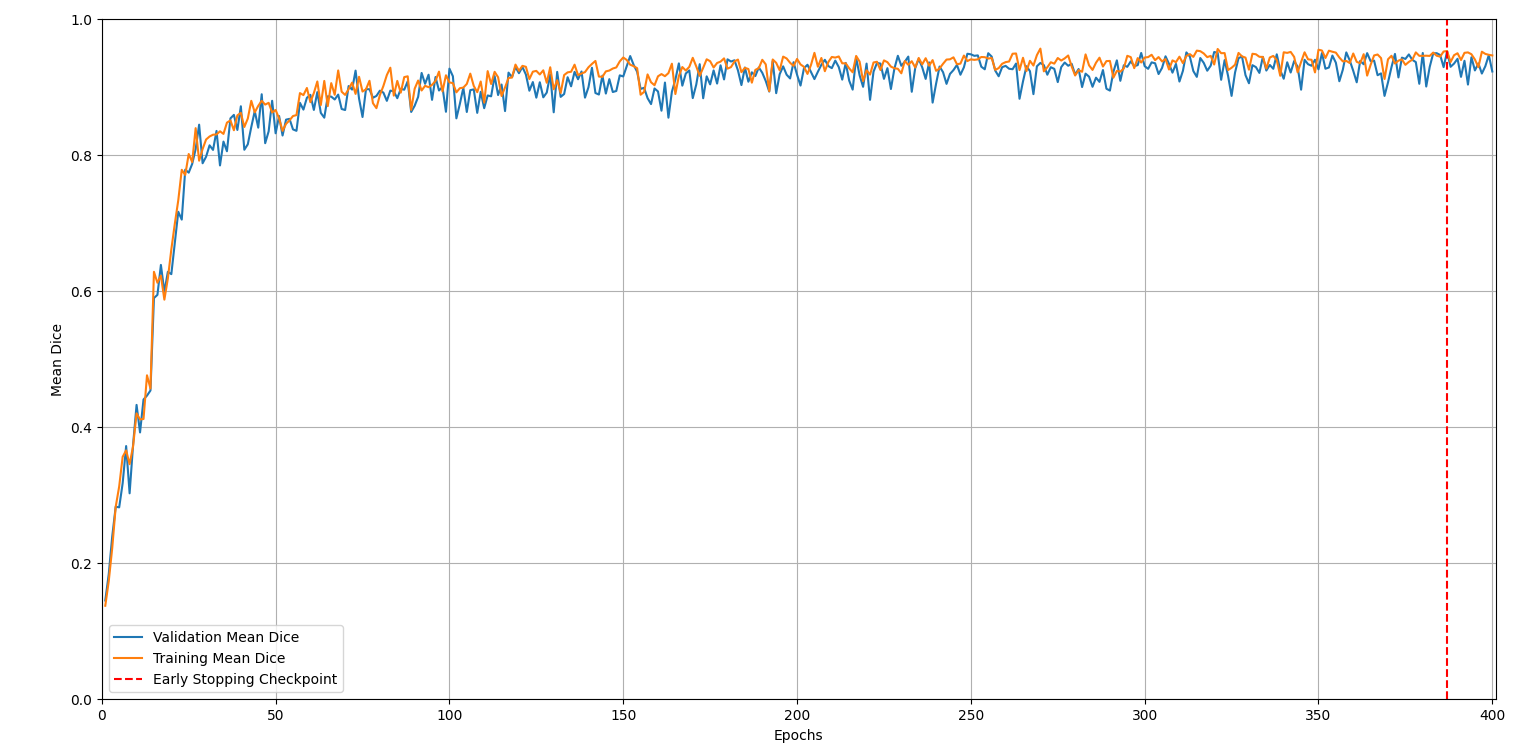 1.0
0.8
0.6
0.4
0.2
0.0
Mean Dice
Validation Mean Dice
Training Mean Dice
Early Stopping Checkpoint
0 50 100 150 200 250 300 350 400
Epochs